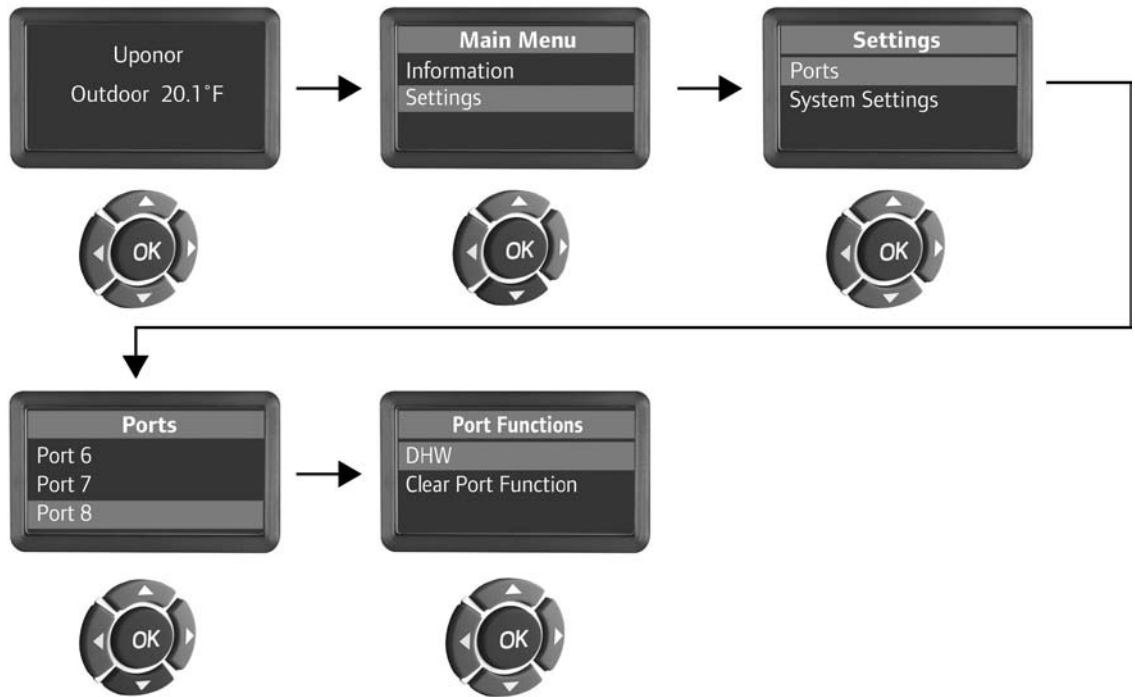 Uponor
Outdoor 20.1°F
Main Menu
Information
Settings
Settings
Ports
System Settings
OK
OK
OK
Ports
Port 6
Port 7
Port 8
Port Functions
DHW
Clear Port Function
OK
OK